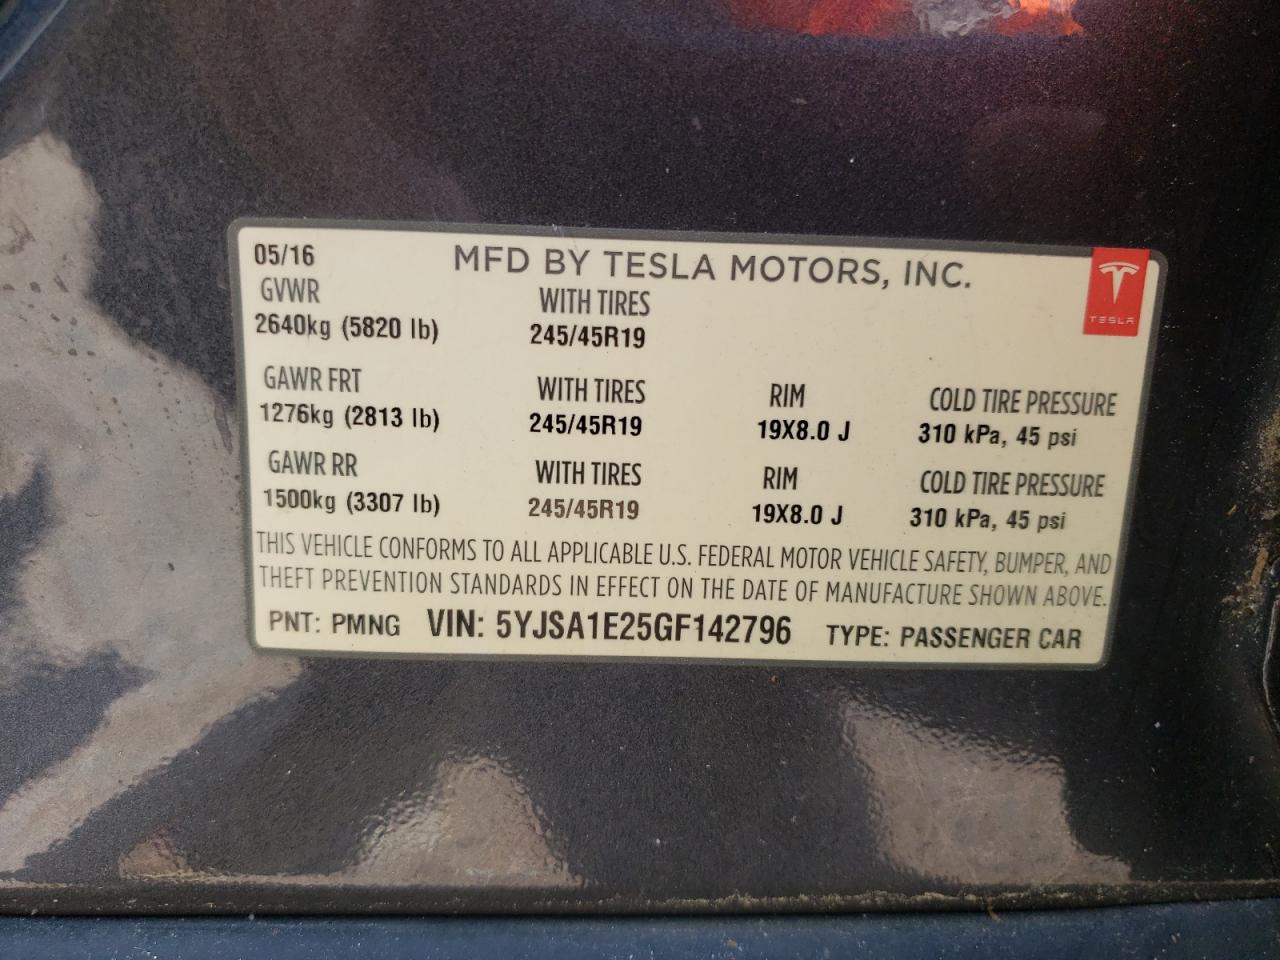 05/16 MFD BY TESLA MOTORS, INC.
TESLA
GVWR WITH TIRES
2640kg (5820 lb) 245/45R19
GAWR FRT WITH TIRES RIM COLD TIRE PRESSURE
1276kg (2813 lb) 245/45R19 19X8.0 J 310 kPa, 45 psi
GAWR RR WITH TIRES RIM COLD TIRE PRESSURE
1500kg (3307 lb) 245/45R19 19X8.0 J 310 kPa, 45 psi
THIS VEHICLE CONFORMS TO ALL APPLICABLE U.S. FEDERAL MOTOR VEHICLE SAFETY, BUMPER, AND
THEFT PREVENTION STANDARDS IN EFFECT ON THE DATE OF MANUFACTURE SHOWN ABOVE.
PNT: PMNG VIN: 5YJSA1E25GF142796 TYPE: PASSENGER CAR